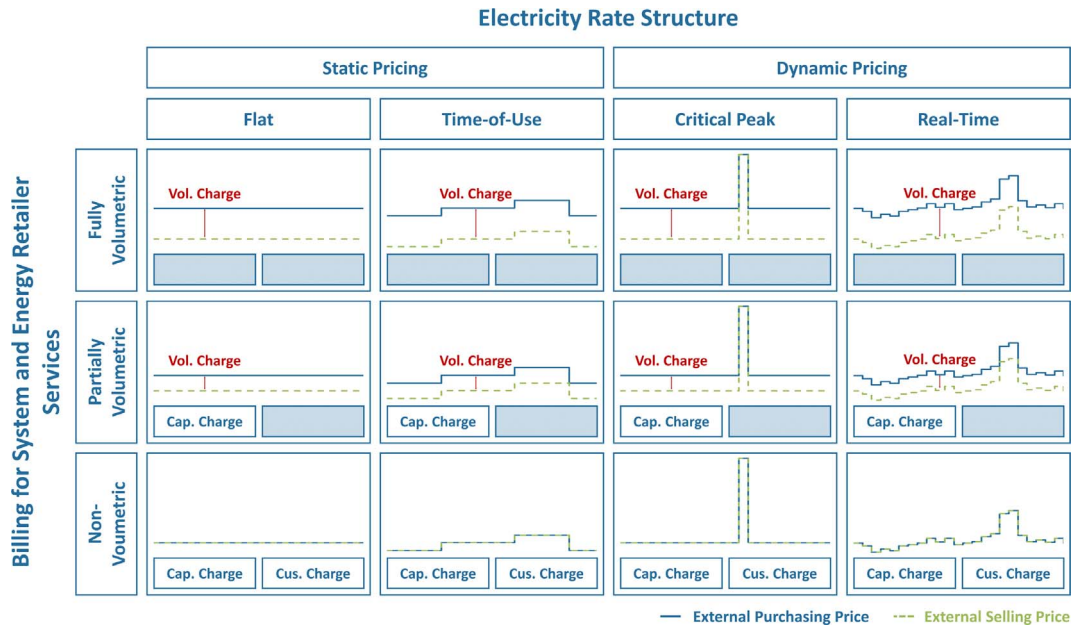 Electricity Rate Structure
Static Pricing
Dynamic Pricing
Flat
Time-of-Use
Critical Peak
Real-Time
Billing for System and Energy Retailer
Services
Fully
Volumetric
Vol. Charge
Vol. Charge
Vol. Charge
Vol. Charge
Partially
Volumetric
Vol. Charge
Vol. Charge
Vol. Charge
Vol. Charge
Cap. Charge
Cap. Charge
Cap. Charge
Cap. Charge
Non-
Voumetric
Cap. Charge
Cus. Charge
Cap. Charge
Cus. Charge
Cap. Charge
Cus. Charge
Cap. Charge
Cus. Charge
External Purchasing Price
External Selling Price